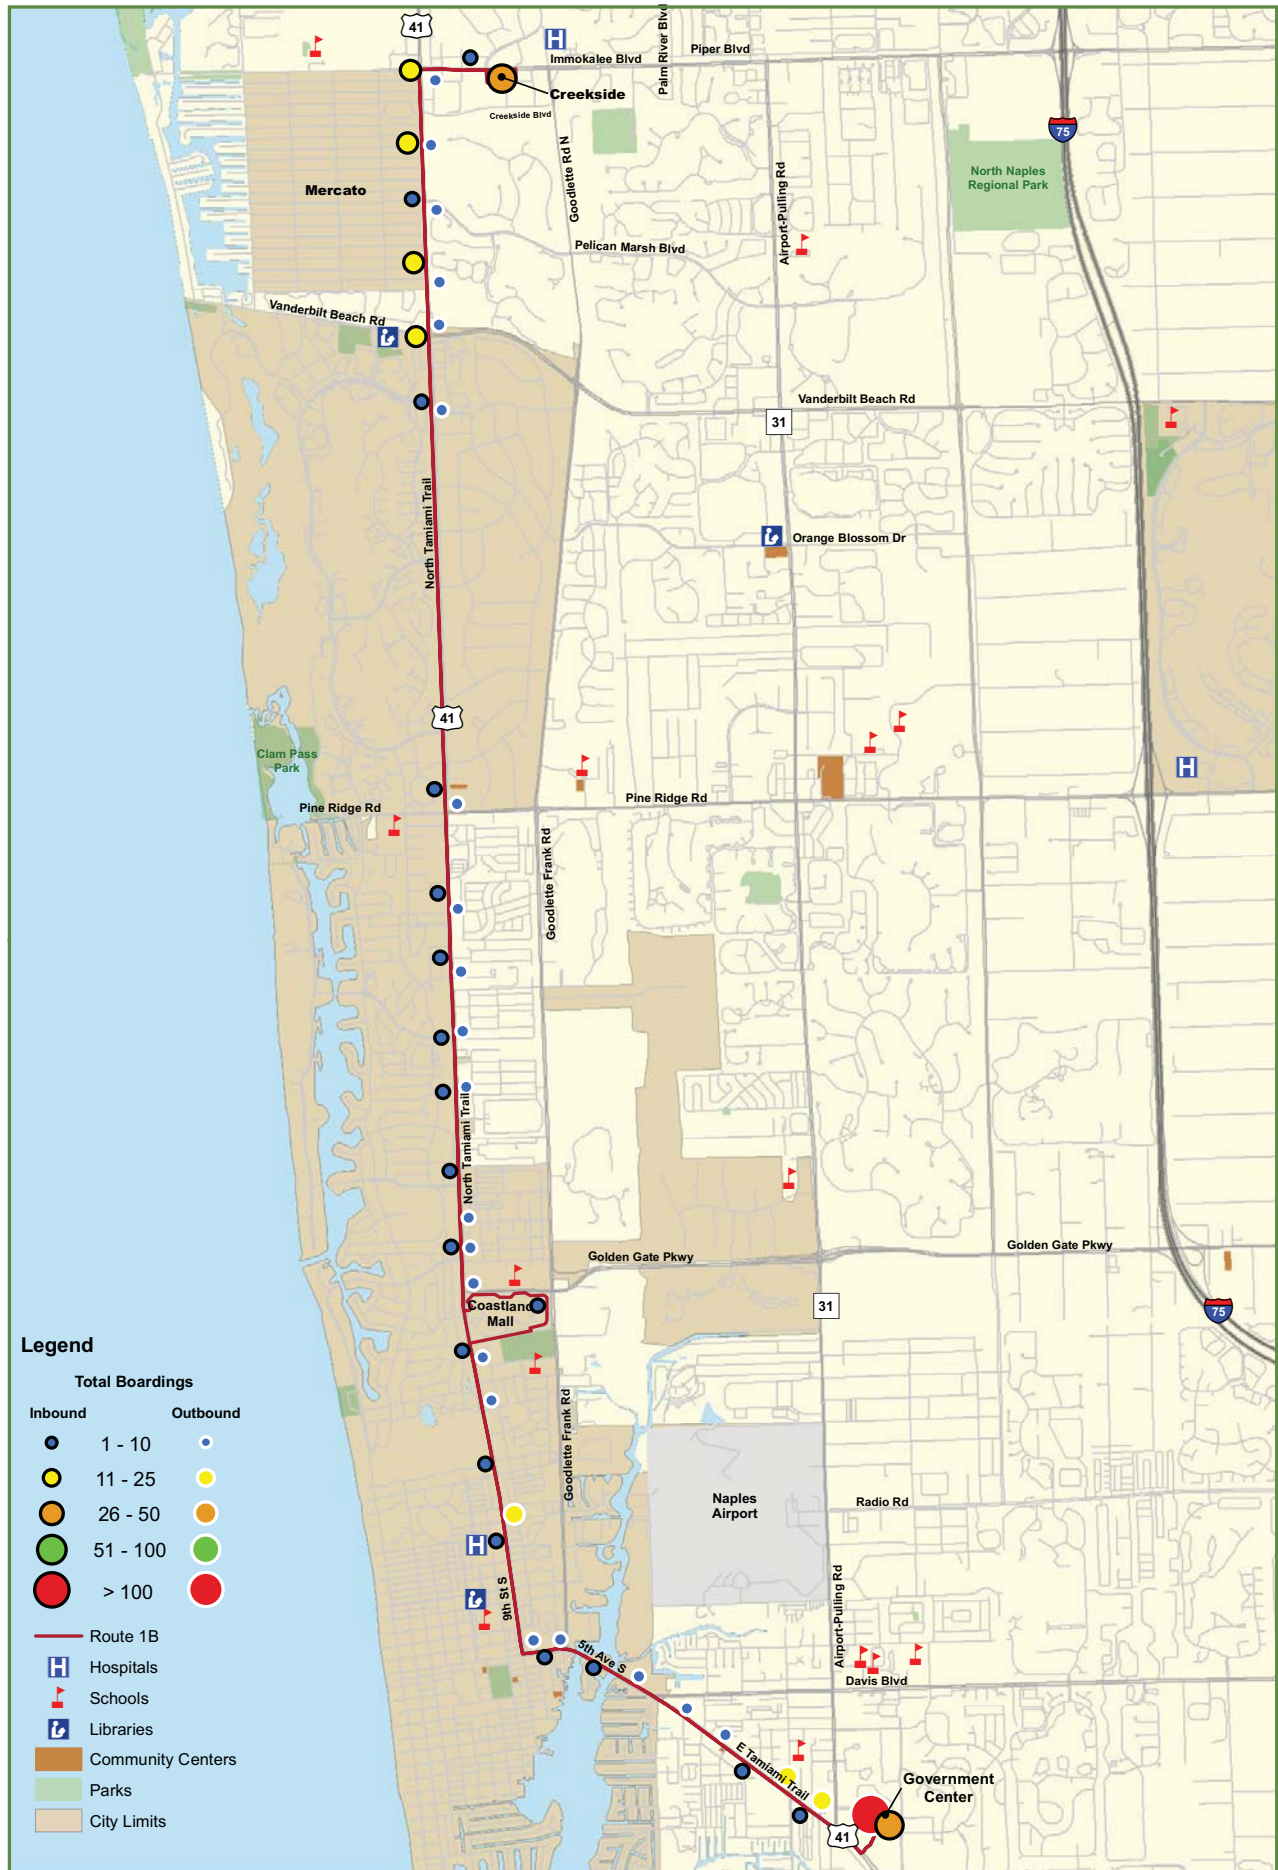 41
Palm River Blvd
Piper Blvd
Immokalee Blvd
Creekside
Creekside Blvd
75
Goodlette Rd N
Airport-Pulling Rd
North Naples
Regional Park
Mercato
Pelican Marsh Blvd
Vanderbilt Beach Rd
Vanderbilt Beach Rd
31
North Tamiami Trail
Orange Blossom Dr
41
Clam Pass
Park
Pine Ridge Rd
Pine Ridge Rd
Goodlette Frank Rd
North Tamiami Trail
Golden Gate Pkwy
Golden Gate Pkwy
Coastland
Mall
31
75
Goodlette Frank Rd
Naples
Airport
Radio Rd
9th St S
Airport-Pulling Rd
5th Ave S
Davis Blvd
E Tamiami Trail
Government
Center
41
Legend
Total Boardings
Inbound Outbound
1 - 10
11 - 25
26 - 50
51 - 100
> 100
Route 1B
H Hospitals
Schools
Libraries
Community Centers
Parks
City Limits
H
H
H